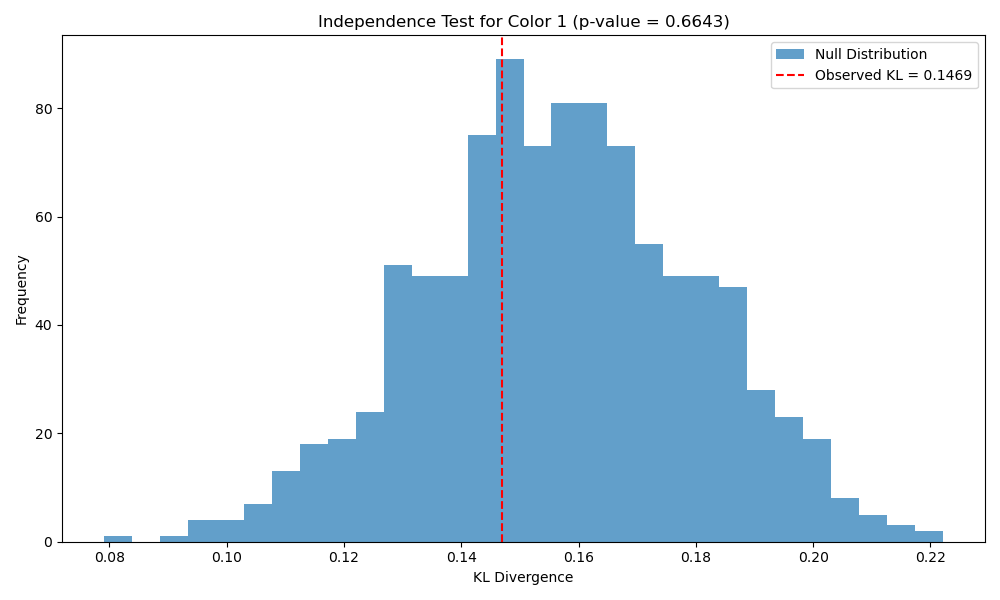 Independence Test for Color 1 (p-value = 0.6643)
Null Distribution
Observed KL = 0.1469
80
60
40
20
0
Frequency
0.08 0.10 0.12 0.14 0.16 0.18 0.20 0.22
KL Divergence